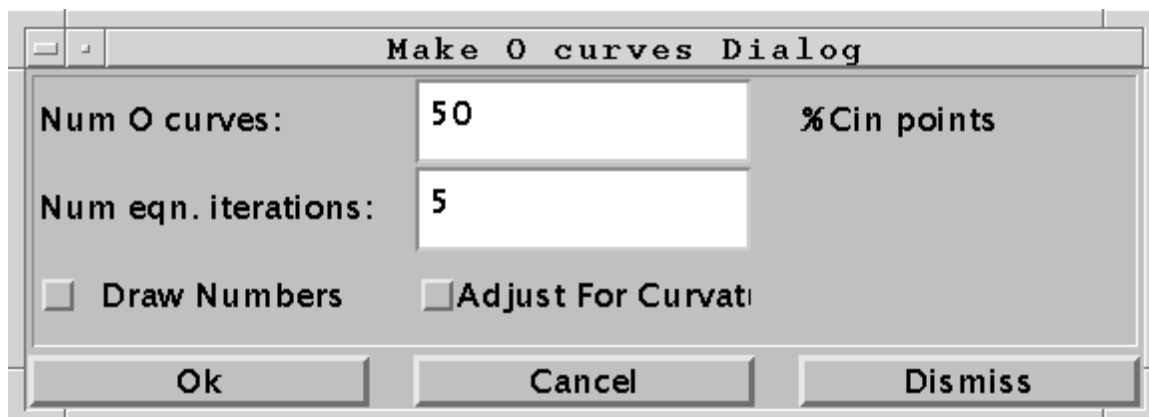 Make O curves Dialog
Num O curves: 50 %Cin points
Num eqn. iterations: 5
Draw Numbers Adjust For Curvat
Ok Cancel Dismiss